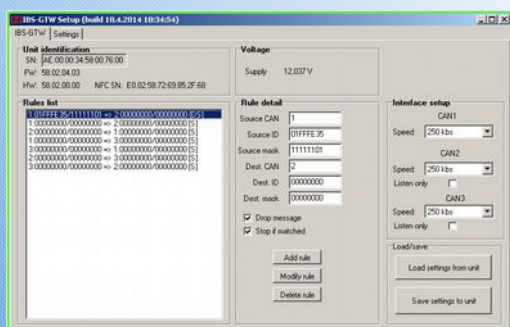 IBS-GTW Setup (build 10.4.2014 10:34:54)
IBS-GTW Settings
Unit identification
SN: AE:00:00:34:58:00:76:00
FW: 58.02.04.03
HW: 58.02.00.00 NFC SN: E0:02:5B:72:69:85:2F:68
Voltage
Supply 12,037 V
Rules list
1:01FFFE35/11111101 => 2:00000000/00000000 [DS]
1:00000000/00000000 => 2:00000000/00000000 [S]
2:00000000/00000000 => 1:00000000/00000000 [S]
1:00000000/00000000 => 3:00000000/00000000 [S]
3:00000000/00000000 => 1:00000000/00000000 [S]
2:00000000/00000000 => 3:00000000/00000000 [S]
3:00000000/00000000 => 2:00000000/00000000 [S]
Rule detail
Source CAN 1
Source ID 01FFFE35
Source mask 11111101
Dest. CAN 2
Dest. ID 00000000
Dest. mask 00000000
Drop message
Stop if matched
Add rule
Modify rule
Delete rule
Interface setup
CAN1
Speed: 250 kbs
CAN2
Speed: 250 kbs
Listen only
CAN3
Speed: 250 kbs
Listen only
Load/save
Load settings from unit
Save settings to unit